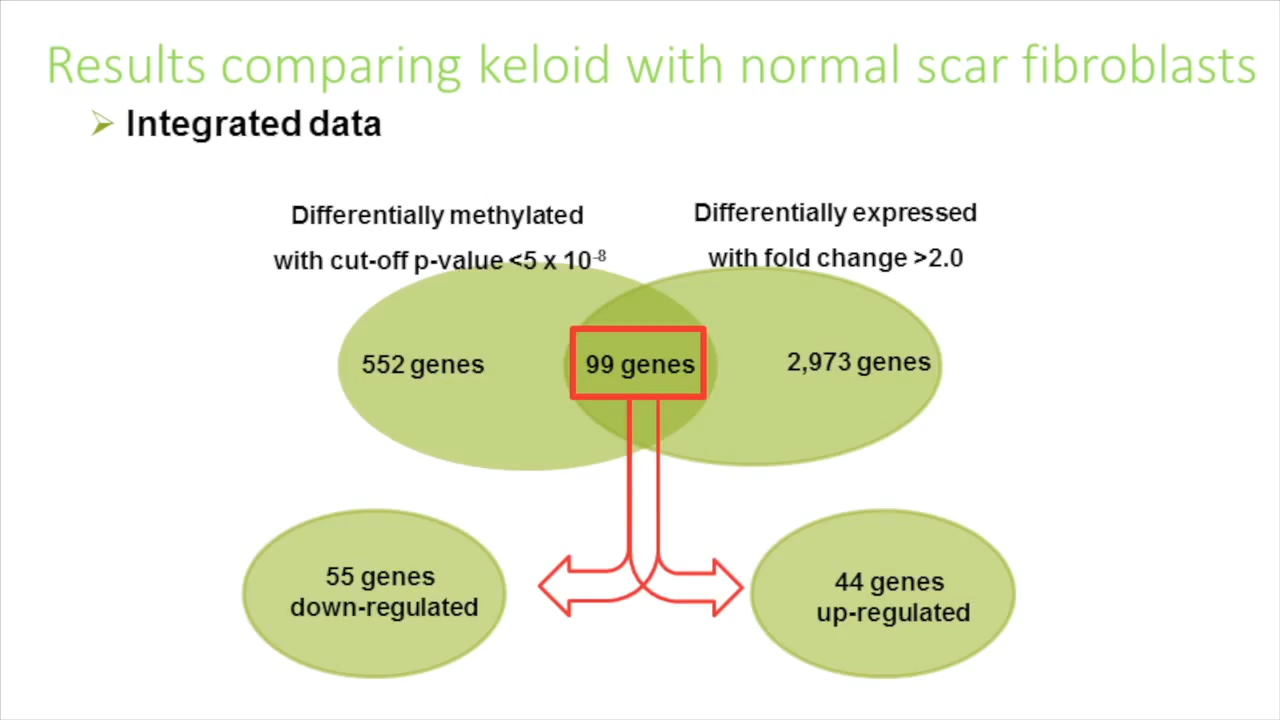 Results comparing keloid with normal scar fibroblasts
Integrated data
Differentially methylated
with cut-off p-value <5 x 10⁻⁸
Differentially expressed
with fold change >2.0
552 genes
99 genes
2,973 genes
55 genes
down-regulated
44 genes
up-regulated